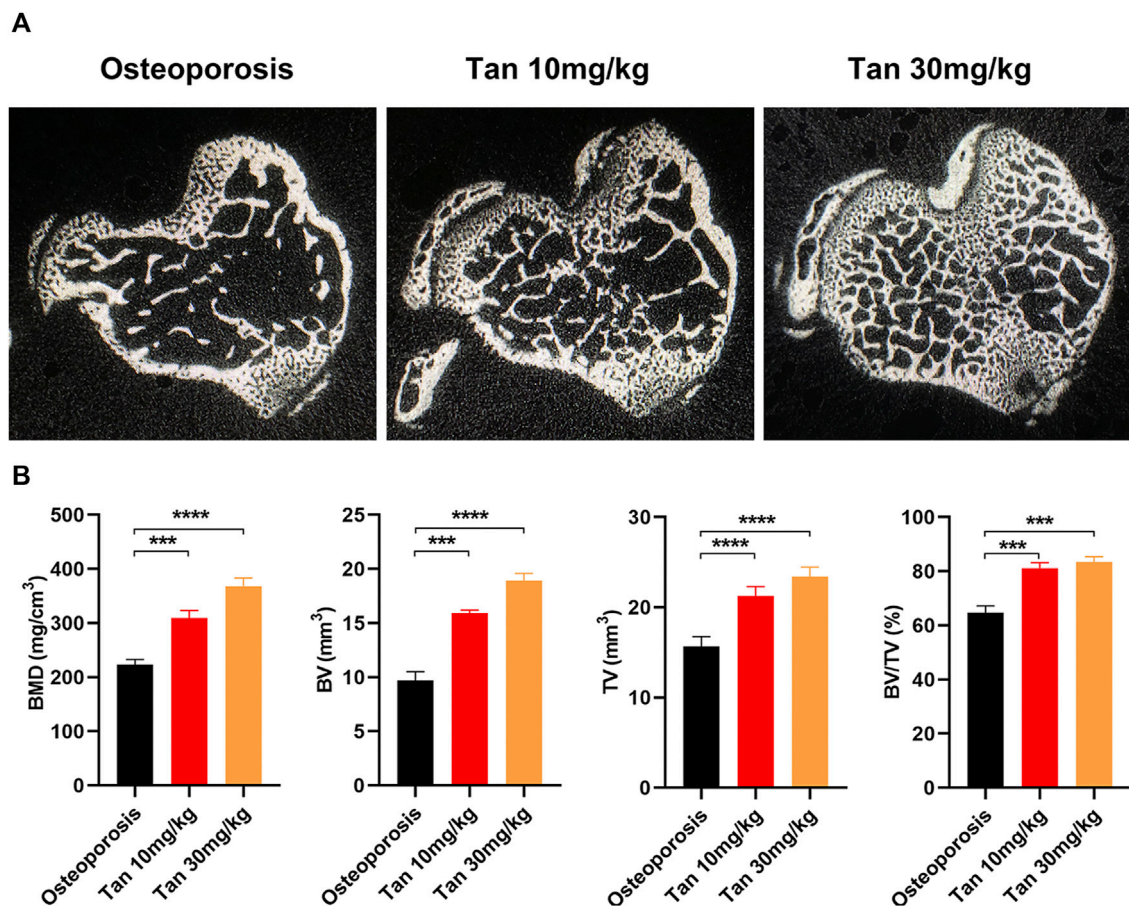 A
Osteoporosis Tan 10mg/kg Tan 30mg/kg
B
BMD (mg/cm³)
500
400
300
200
100
0
***
****
Osteoporosis
Tan 10mg/kg
Tan 30mg/kg
BV (mm³)
25
20
15
10
5
0
***
****
Osteoporosis
Tan 10mg/kg
Tan 30mg/kg
TV (mm³)
30
20
10
0
****
****
Osteoporosis
Tan 10mg/kg
Tan 30mg/kg
BV/TV (%)
100
80
60
40
20
0
***
***
Osteoporosis
Tan 10mg/kg
Tan 30mg/kg